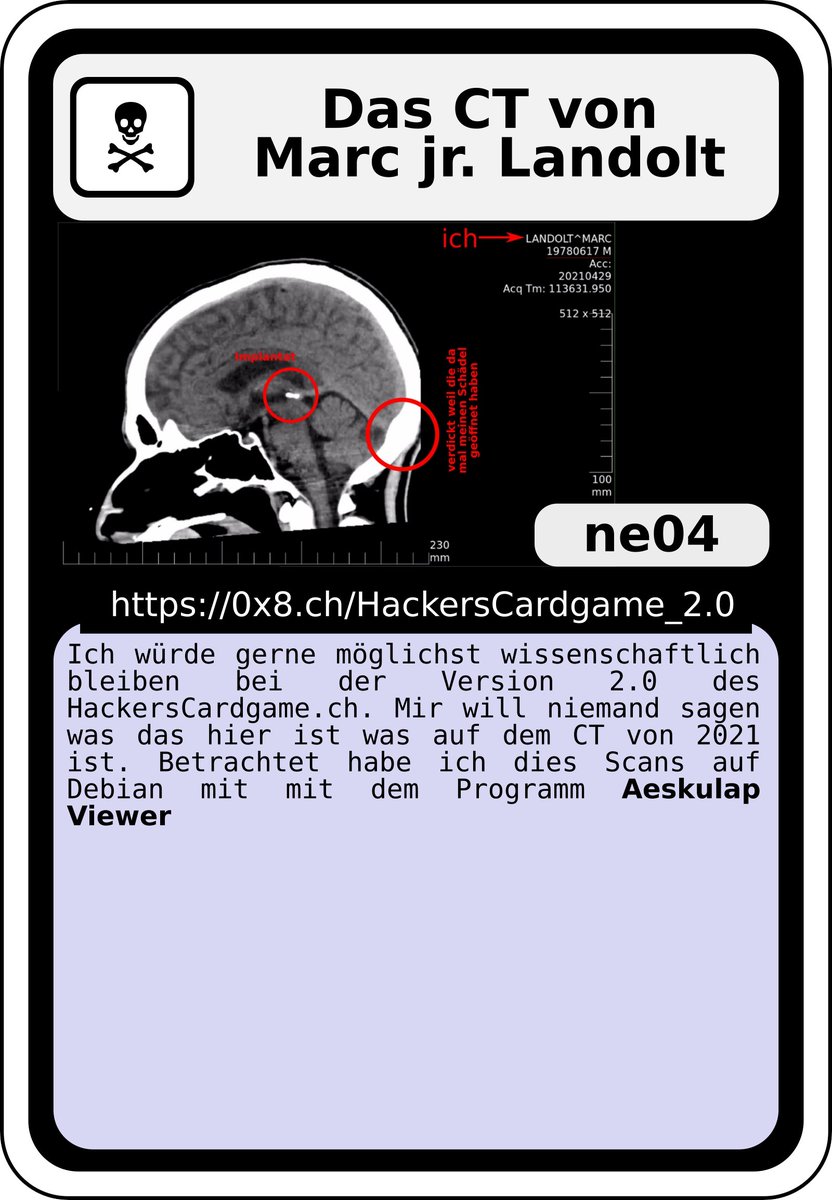 Das CT von
Marc jr. Landolt
ich
LANDOLT^MARC
19780617 M
Acc:
20210429
Acq Tm: 113631.950
512 x 512
Implantat
verdickt weil die da
mal meinen Schädel
geöffnet haben
100
mm
230
mm
ne04
https://0x8.ch/HackersCardgame_2.0
Ich würde gerne möglichst wissenschaftlich
bleiben bei der Version 2.0 des
HackersCardgame.ch. Mir will niemand sagen
was das hier ist was auf dem CT von 2021
ist. Betrachtet habe ich dies Scans auf
Debian mit mit dem Programm Aeskulap
Viewer